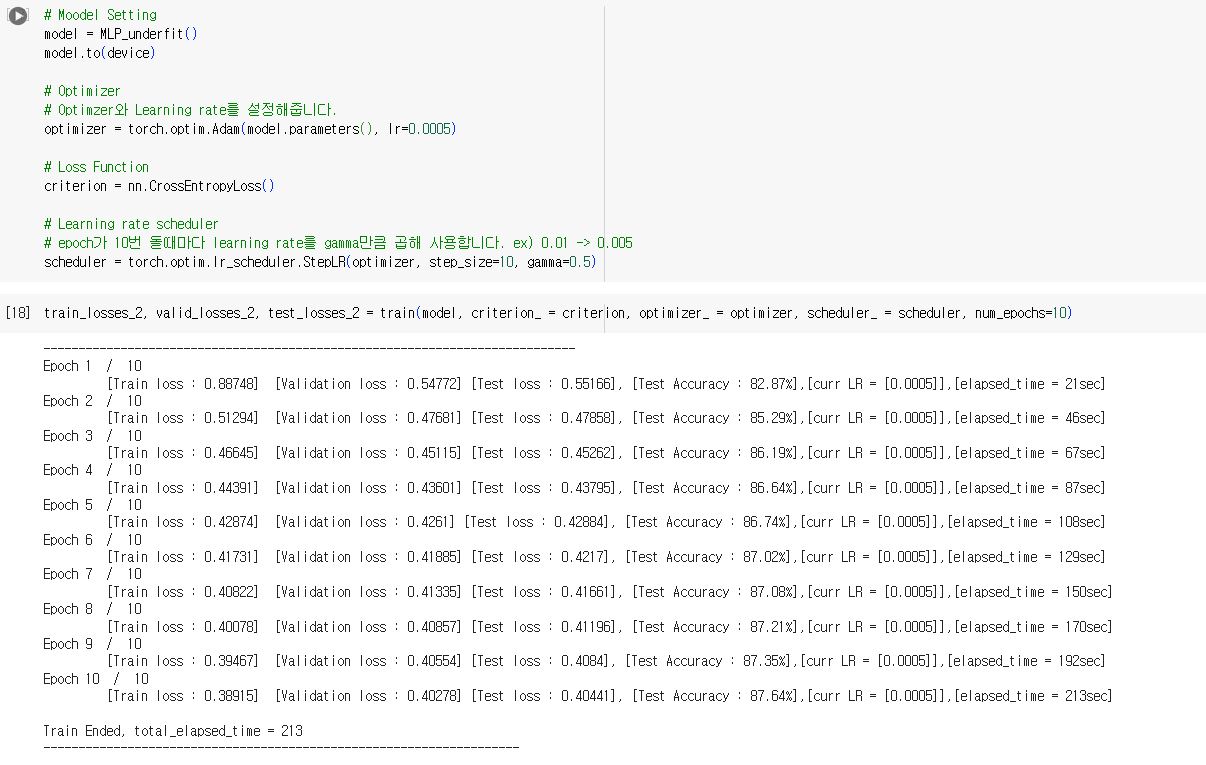 # Moodel Setting
model = MLP_underfit()
model.to(device)
# Optimizer
# Optimzer와 Learning rate를 설정해줍니다.
optimizer = torch.optim.Adam(model.parameters(), lr=0.0005)
# Loss Function
criterion = nn.CrossEntropyLoss()
# Learning rate scheduler
# epoch가 10번 돌때마다 learning rate를 gamma만큼 곱해 사용합니다. ex) 0.01 -> 0.005
scheduler = torch.optim.lr_scheduler.StepLR(optimizer, step_size=10, gamma=0.5)
[18] train_losses_2, valid_losses_2, test_losses_2 = train(model, criterion_ = criterion, optimizer_ = optimizer, scheduler_ = scheduler, num_epochs=10)
----------------------------------------------------------------------------
Epoch 1 / 10
[Train loss : 0.88748] [Validation loss : 0.54772] [Test loss : 0.55166], [Test Accuracy : 82.87%],[curr LR = [0.0005]],[elapsed_time = 21sec]
Epoch 2 / 10
[Train loss : 0.51294] [Validation loss : 0.47681] [Test loss : 0.47858], [Test Accuracy : 85.29%],[curr LR = [0.0005]],[elapsed_time = 46sec]
Epoch 3 / 10
[Train loss : 0.46645] [Validation loss : 0.45115] [Test loss : 0.45262], [Test Accuracy : 86.19%],[curr LR = [0.0005]],[elapsed_time = 67sec]
Epoch 4 / 10
[Train loss : 0.44391] [Validation loss : 0.43601] [Test loss : 0.43795], [Test Accuracy : 86.64%],[curr LR = [0.0005]],[elapsed_time = 87sec]
Epoch 5 / 10
[Train loss : 0.42874] [Validation loss : 0.4261] [Test loss : 0.42884], [Test Accuracy : 86.74%],[curr LR = [0.0005]],[elapsed_time = 108sec]
Epoch 6 / 10
[Train loss : 0.41731] [Validation loss : 0.41885] [Test loss : 0.4217], [Test Accuracy : 87.02%],[curr LR = [0.0005]],[elapsed_time = 129sec]
Epoch 7 / 10
[Train loss : 0.40822] [Validation loss : 0.41335] [Test loss : 0.41661], [Test Accuracy : 87.08%],[curr LR = [0.0005]],[elapsed_time = 150sec]
Epoch 8 / 10
[Train loss : 0.40078] [Validation loss : 0.40857] [Test loss : 0.41196], [Test Accuracy : 87.21%],[curr LR = [0.0005]],[elapsed_time = 170sec]
Epoch 9 / 10
[Train loss : 0.39467] [Validation loss : 0.40554] [Test loss : 0.4084], [Test Accuracy : 87.35%],[curr LR = [0.0005]],[elapsed_time = 192sec]
Epoch 10 / 10
[Train loss : 0.38915] [Validation loss : 0.40278] [Test loss : 0.40441], [Test Accuracy : 87.64%],[curr LR = [0.0005]],[elapsed_time = 213sec]
Train Ended, total_elapsed_time = 213
--------------------------------------------------------------------